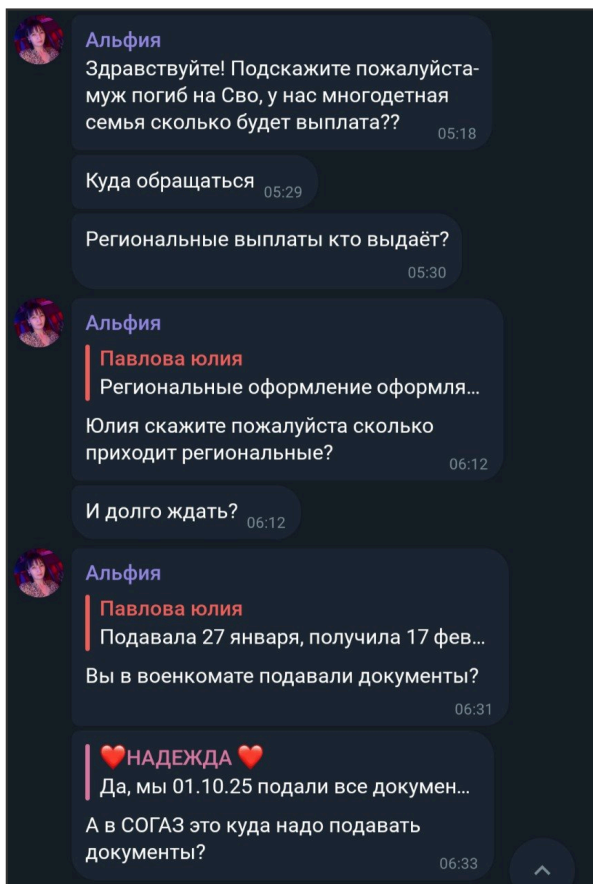 Альфия
Здравствуйте! Подскажите пожалуйста-
муж погиб на Сво, у нас многодетная
семья сколько будет выплата??
05:18
Куда обращаться
05:29
Региональные выплаты кто выдаёт?
05:30
Альфия
Павлова юлия
Региональные оформление оформля...
Юлия скажите пожалуйста сколько
приходит региональные?
06:12
И долго ждать?
06:12
Альфия
Павлова юлия
Подавала 27 января, получила 17 фев...
Вы в военкомате подавали документы?
06:31
❤️НАДЕЖДА ❤️
Да, мы 01.10.25 подали все докумен...
А в СОГАЗ это куда надо подавать
документы?
06:33